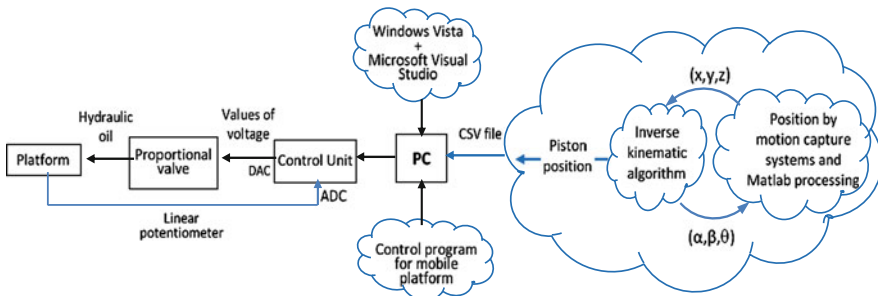 Windows Vista
+
Microsoft Visual
Studio
(x,y,z)
Hydraulic
oil
Values of
voltage
CSV file
Platform
Proportional
valve
DAC
Control Unit
PC
Piston
position
Inverse
kinematic
algorithm
Position by
motion capture
systems and
Matlab processing
ADC
Linear
potentiometer
(α,β,θ)
Control program
for mobile
platform